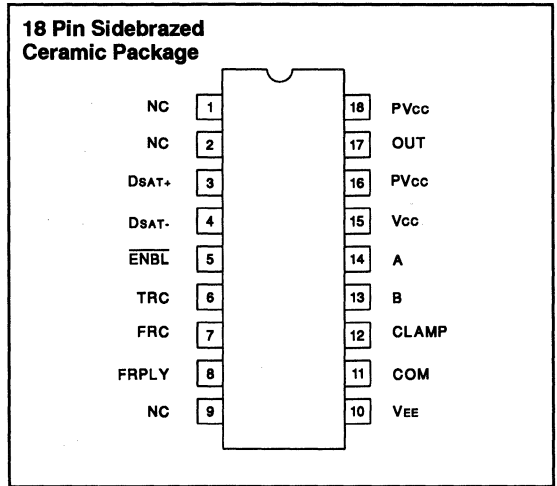 18 Pin Sidebrazed
Ceramic Package
NC 1 18 PVcc
NC 2 17 OUT
DSAT+ 3 16 PVcc
DSAT- 4 15 Vcc
ENBL 5 14 A
TRC 6 13 B
FRC 7 12 CLAMP
FRPLY 8 11 COM
NC 9 10 VEE